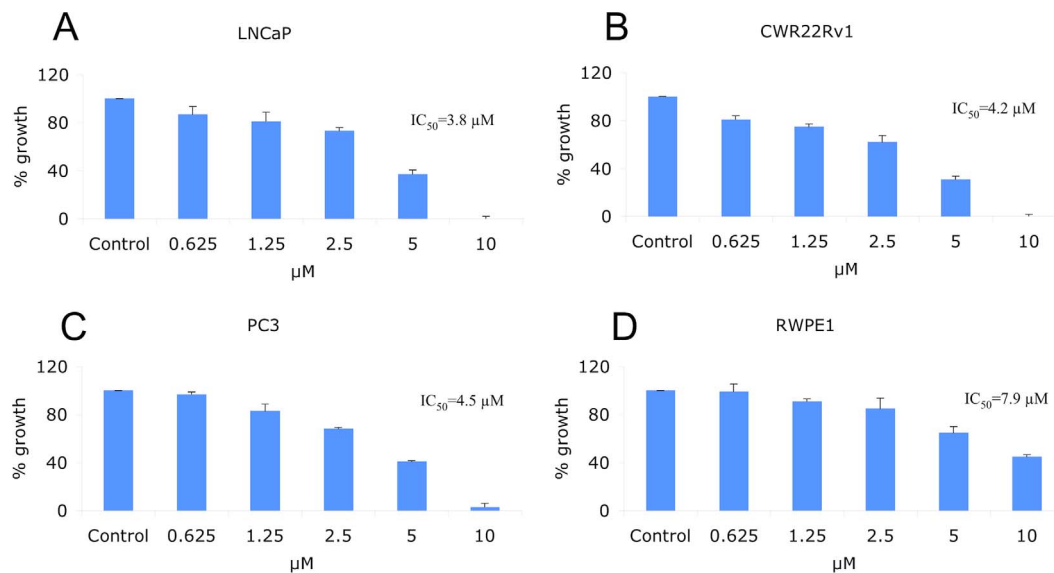 A
LNCaP
120
80
40
0
% growth
IC50=3.8 µM
Control 0.625 1.25 2.5 5 10
µM
B
CWR22Rv1
120
80
40
0
% growth
IC50=4.2 µM
Control 0.625 1.25 2.5 5 10
µM
C
PC3
120
80
40
0
% growth
IC50=4.5 µM
Control 0.625 1.25 2.5 5 10
µM
D
RWPE1
120
80
40
0
% growth
IC50=7.9 µM
Control 0.625 1.25 2.5 5 10
µM